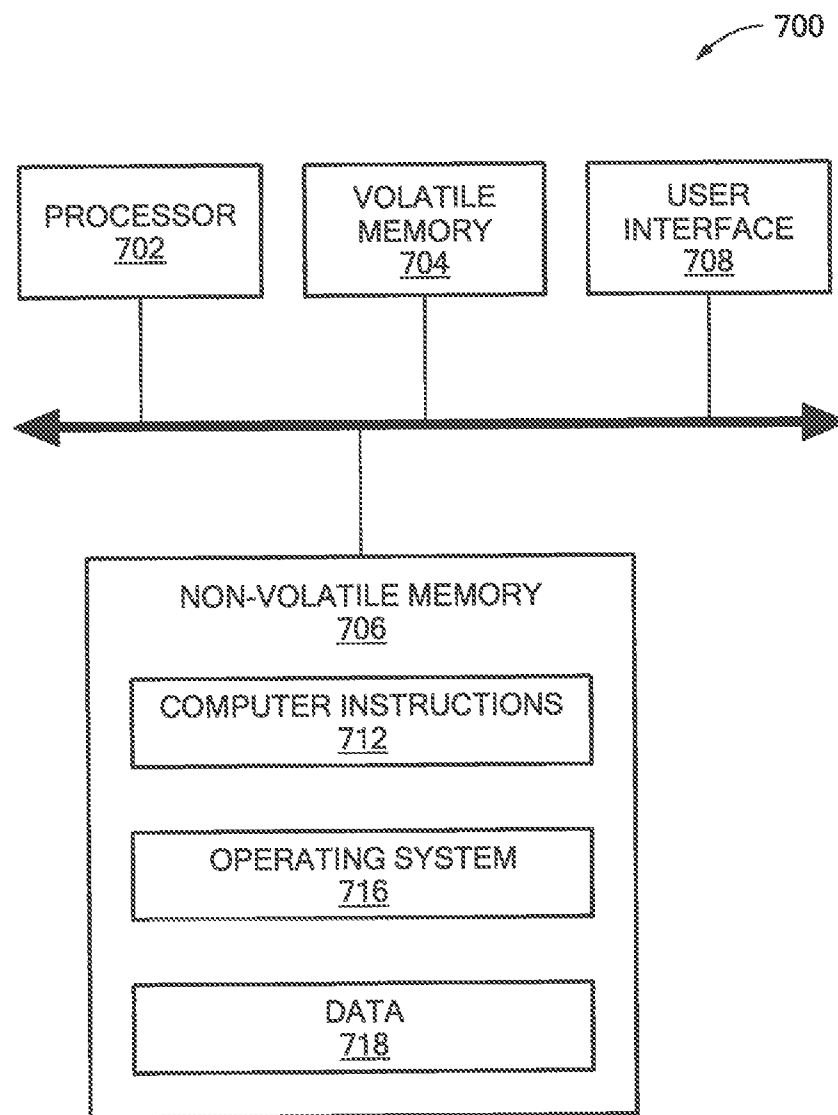 700
PROCESSOR
702
VOLATILE
MEMORY
704
USER
INTERFACE
708
NON-VOLATILE MEMORY
706
COMPUTER INSTRUCTIONS
712
OPERATING SYSTEM
716
DATA
718